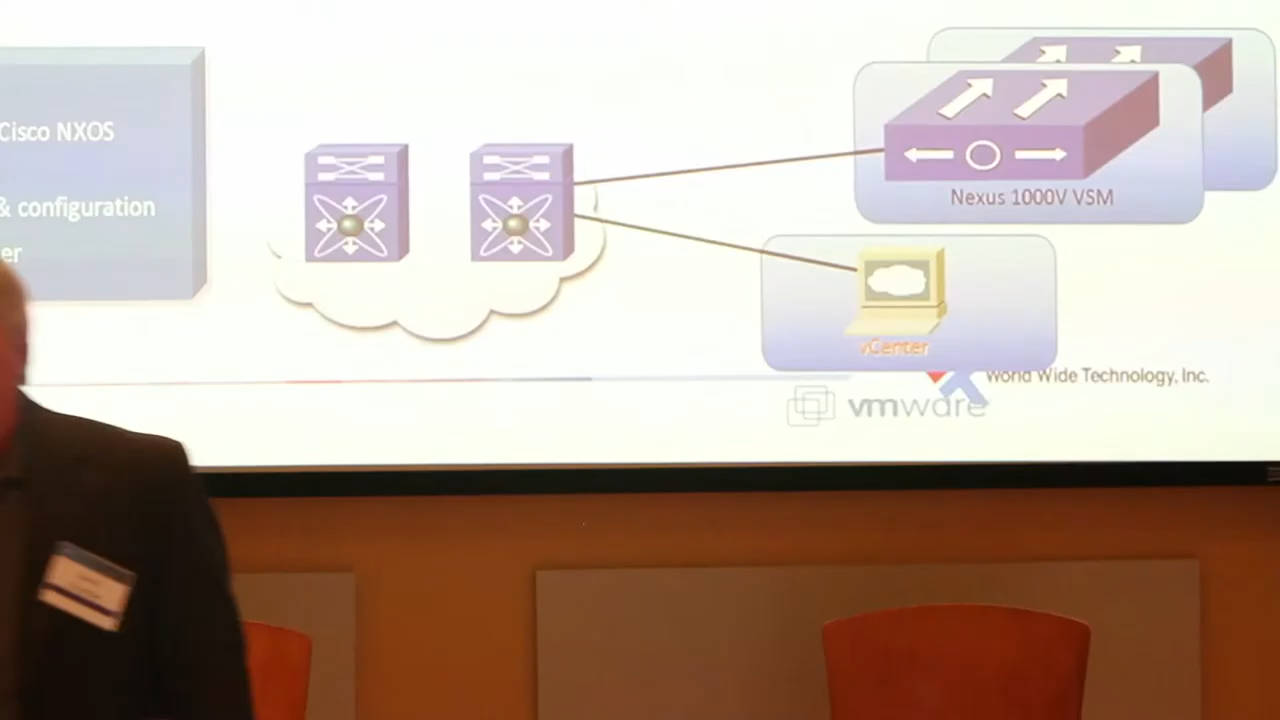 Cisco NXOS
& configuration
er
Nexus 1000V VSM
vCenter
World Wide Technology, Inc.
vmware